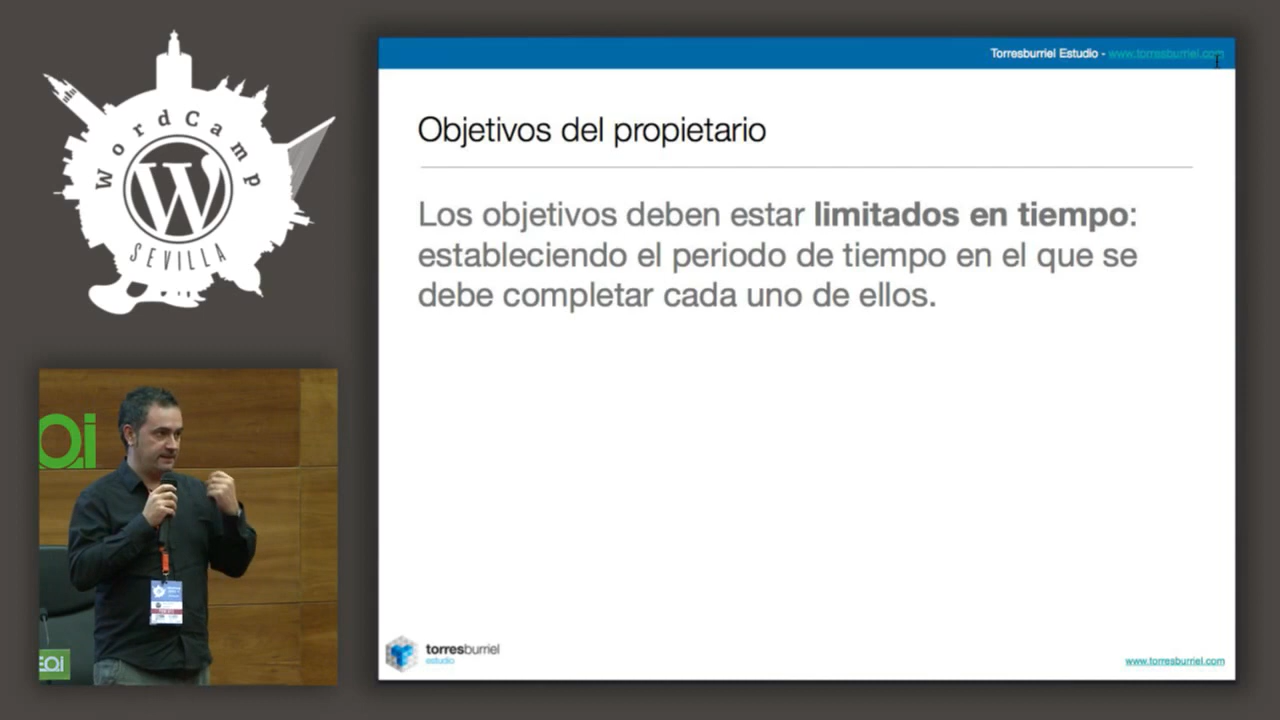 WordCamp
SEVILLA
Torresburriel Estudio - www.torresburriel.com
Objetivos del propietario
Los objetivos deben estar limitados en tiempo:
estableciendo el periodo de tiempo en el que se
debe completar cada uno de ellos.
torresburriel
estudio
www.torresburriel.com
EOi